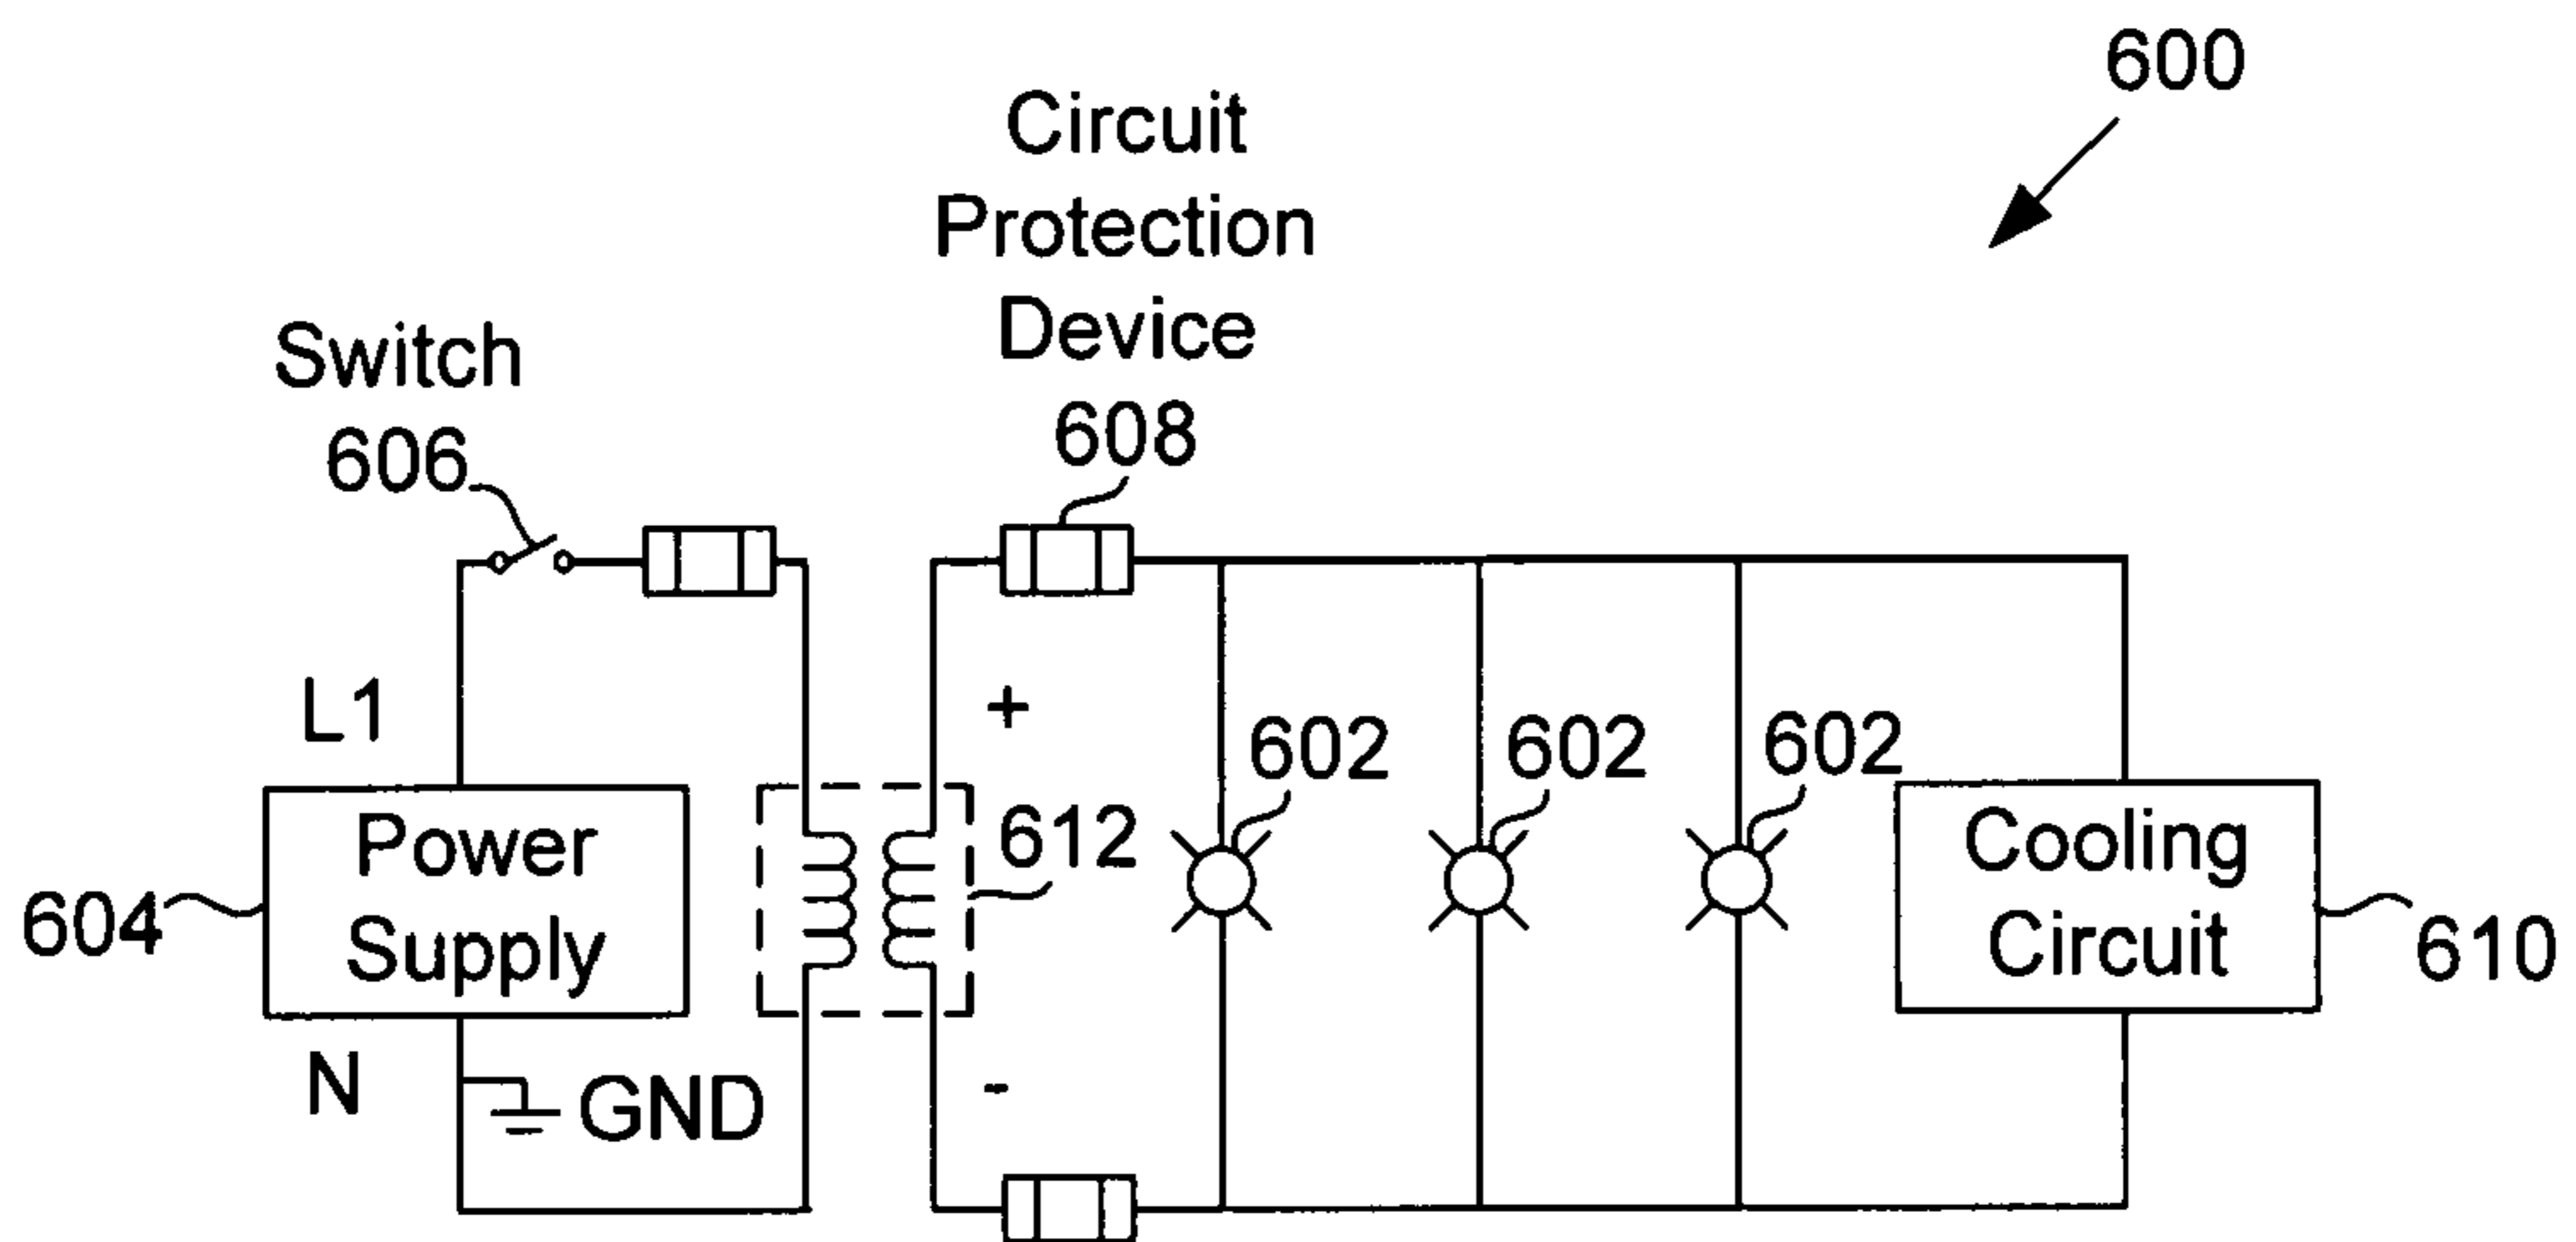 600
Circuit
Protection
Device
608
Switch
606
L1
+
602
602
602
Power
Supply
604
612
Cooling
Circuit
610
N
GND
-